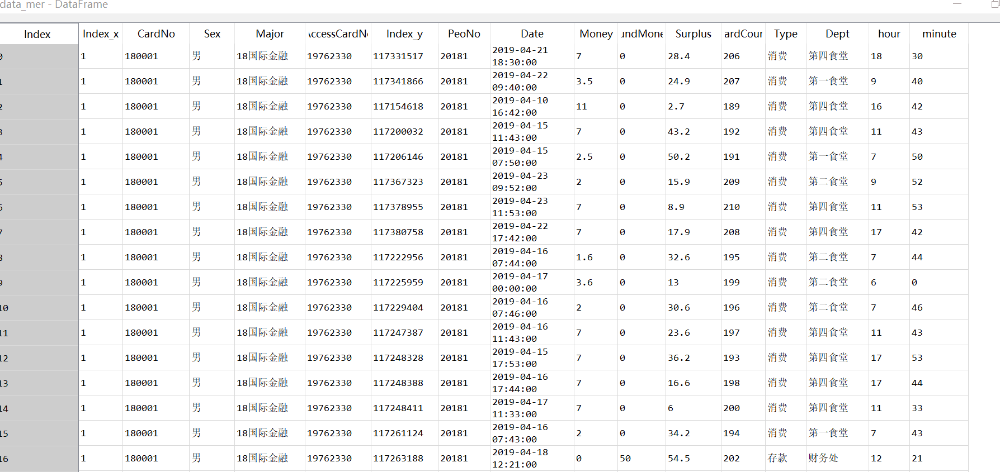 data_mer - DataFrame
Index Index_x CardNo Sex Major AccessCardNo Index_y PeoNo Date Money undMone Surplus ardCour Type Dept hour minute
0 1 180001 男 18国际金融 19762330 117331517 20181 2019-04-21 18:30:00 7 0 28.4 206 消费 第四食堂 18 30
1 1 180001 男 18国际金融 19762330 117341866 20181 2019-04-22 09:40:00 3.5 0 24.9 207 消费 第一食堂 9 40
2 1 180001 男 18国际金融 19762330 117154618 20181 2019-04-10 16:42:00 11 0 2.7 189 消费 第四食堂 16 42
3 1 180001 男 18国际金融 19762330 117200032 20181 2019-04-15 11:43:00 7 0 43.2 192 消费 第四食堂 11 43
4 1 180001 男 18国际金融 19762330 117206146 20181 2019-04-15 07:50:00 2.5 0 50.2 191 消费 第一食堂 7 50
5 1 180001 男 18国际金融 19762330 117367323 20181 2019-04-23 09:52:00 2 0 15.9 209 消费 第二食堂 9 52
6 1 180001 男 18国际金融 19762330 117378955 20181 2019-04-23 11:53:00 7 0 8.9 210 消费 第四食堂 11 53
7 1 180001 男 18国际金融 19762330 117380758 20181 2019-04-22 17:42:00 7 0 17.9 208 消费 第四食堂 17 42
8 1 180001 男 18国际金融 19762330 117222956 20181 2019-04-16 07:44:00 1.6 0 32.6 195 消费 第二食堂 7 44
9 1 180001 男 18国际金融 19762330 117225959 20181 2019-04-17 00:00:00 3.6 0 13 199 消费 第二食堂 6 0
10 1 180001 男 18国际金融 19762330 117229404 20181 2019-04-16 07:46:00 2 0 30.6 196 消费 第二食堂 7 46
11 1 180001 男 18国际金融 19762330 117247387 20181 2019-04-16 11:43:00 7 0 23.6 197 消费 第四食堂 11 43
12 1 180001 男 18国际金融 19762330 117248328 20181 2019-04-15 17:53:00 7 0 36.2 193 消费 第四食堂 17 53
13 1 180001 男 18国际金融 19762330 117248388 20181 2019-04-16 17:44:00 7 0 16.6 198 消费 第四食堂 17 44
14 1 180001 男 18国际金融 19762330 117248411 20181 2019-04-17 11:33:00 7 0 6 200 消费 第四食堂 11 33
15 1 180001 男 18国际金融 19762330 117261124 20181 2019-04-16 07:43:00 2 0 34.2 194 消费 第一食堂 7 43
16 1 180001 男 18国际金融 19762330 117263188 20181 2019-04-18 12:21:00 0 50 54.5 202 存款 财务处 12 21